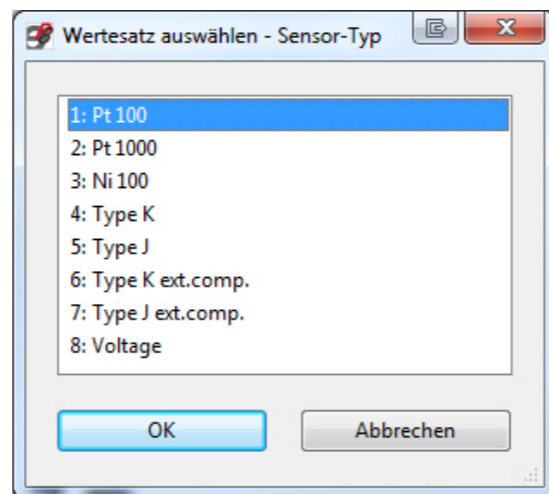 Wertesatz auswählen - Sensor-Typ
1: Pt 100
2: Pt 1000
3: Ni 100
4: Type K
5: Type J
6: Type K ext.comp.
7: Type J ext.comp.
8: Voltage
OK
Abbrechen